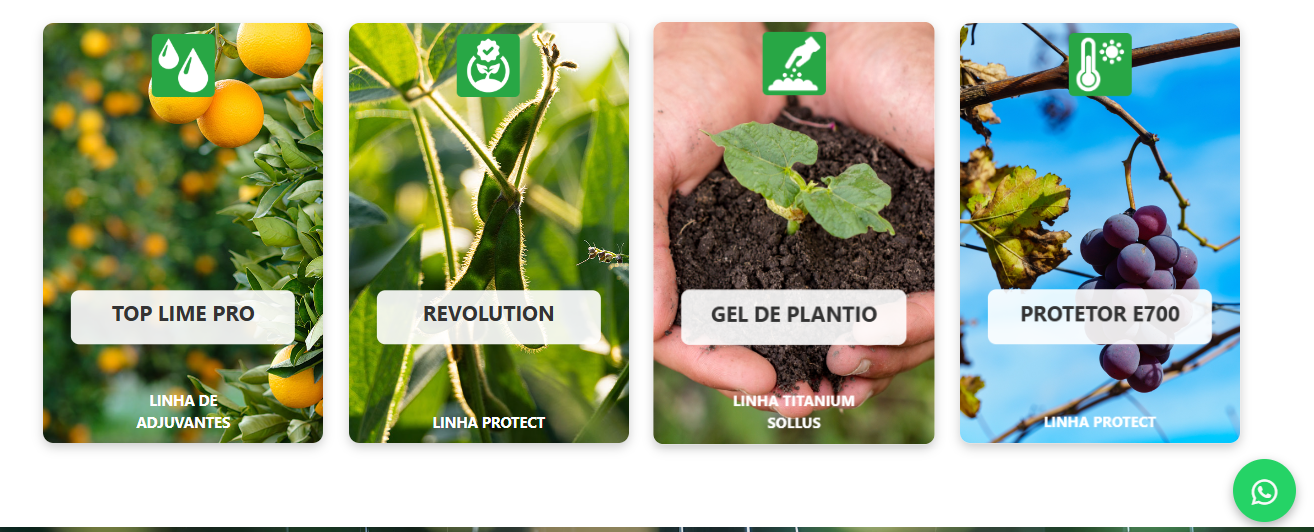 TOP LIME PRO
LINHA DE
ADJUVANTES
REVOLUTION
LINHA PROTECT
GEL DE PLANTIO
LINHA TITANIUM
SOLLUS
PROTETOR E700
LINHA PROTECT